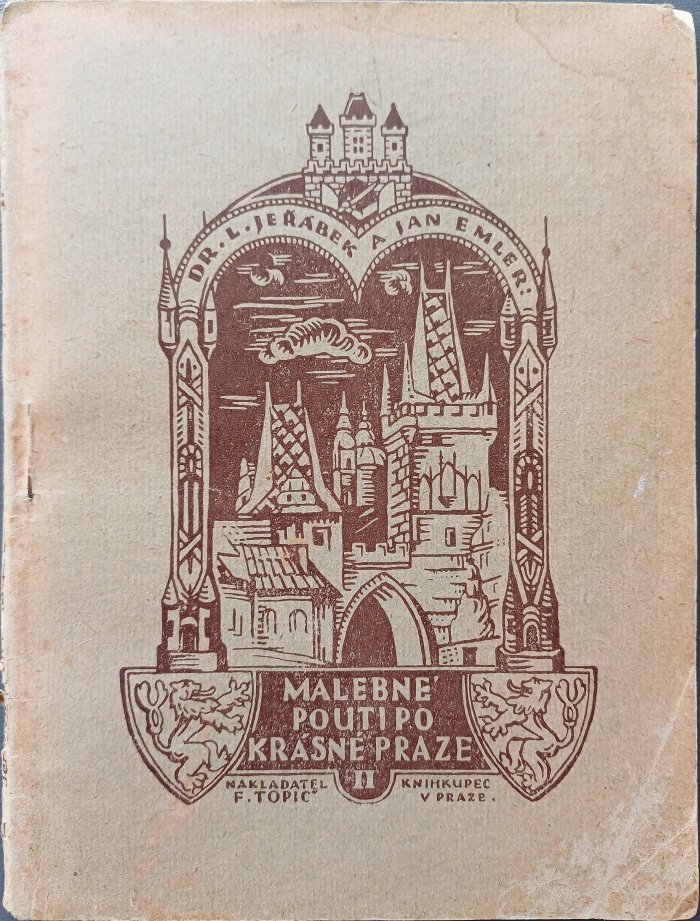 DR. L. JEŘÁBEK A JAN EMLER:
MALEBNÉ
POUTI PO
KRÁSNÉ PRAZE
II
NAKLADATEL KNIHKUPEC
F. TOPIČ V PRAZE.